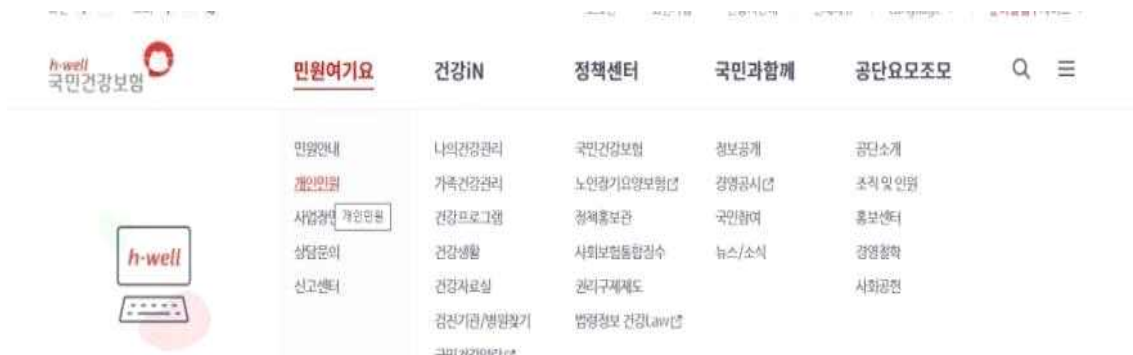 h·well
국민건강보험
민원여기요 건강iN 정책센터 국민과함께 공단요모조모
민원안내 나의건강관리 국민건강보험 정보공개 공단소개
개인민원 가족건강관리 노인장기요양보험 경영공시 조직 및 인원
사업장민 개인민원 건강프로그램 정책홍보관 국민참여 홍보센터
상담문의 건강생활 사회보험통합징수 뉴스/소식 경영철학
신고센터 건강자료실 권리구제제도 사회공헌
검진기관/병원찾기 법령정보 건강Law
h·well